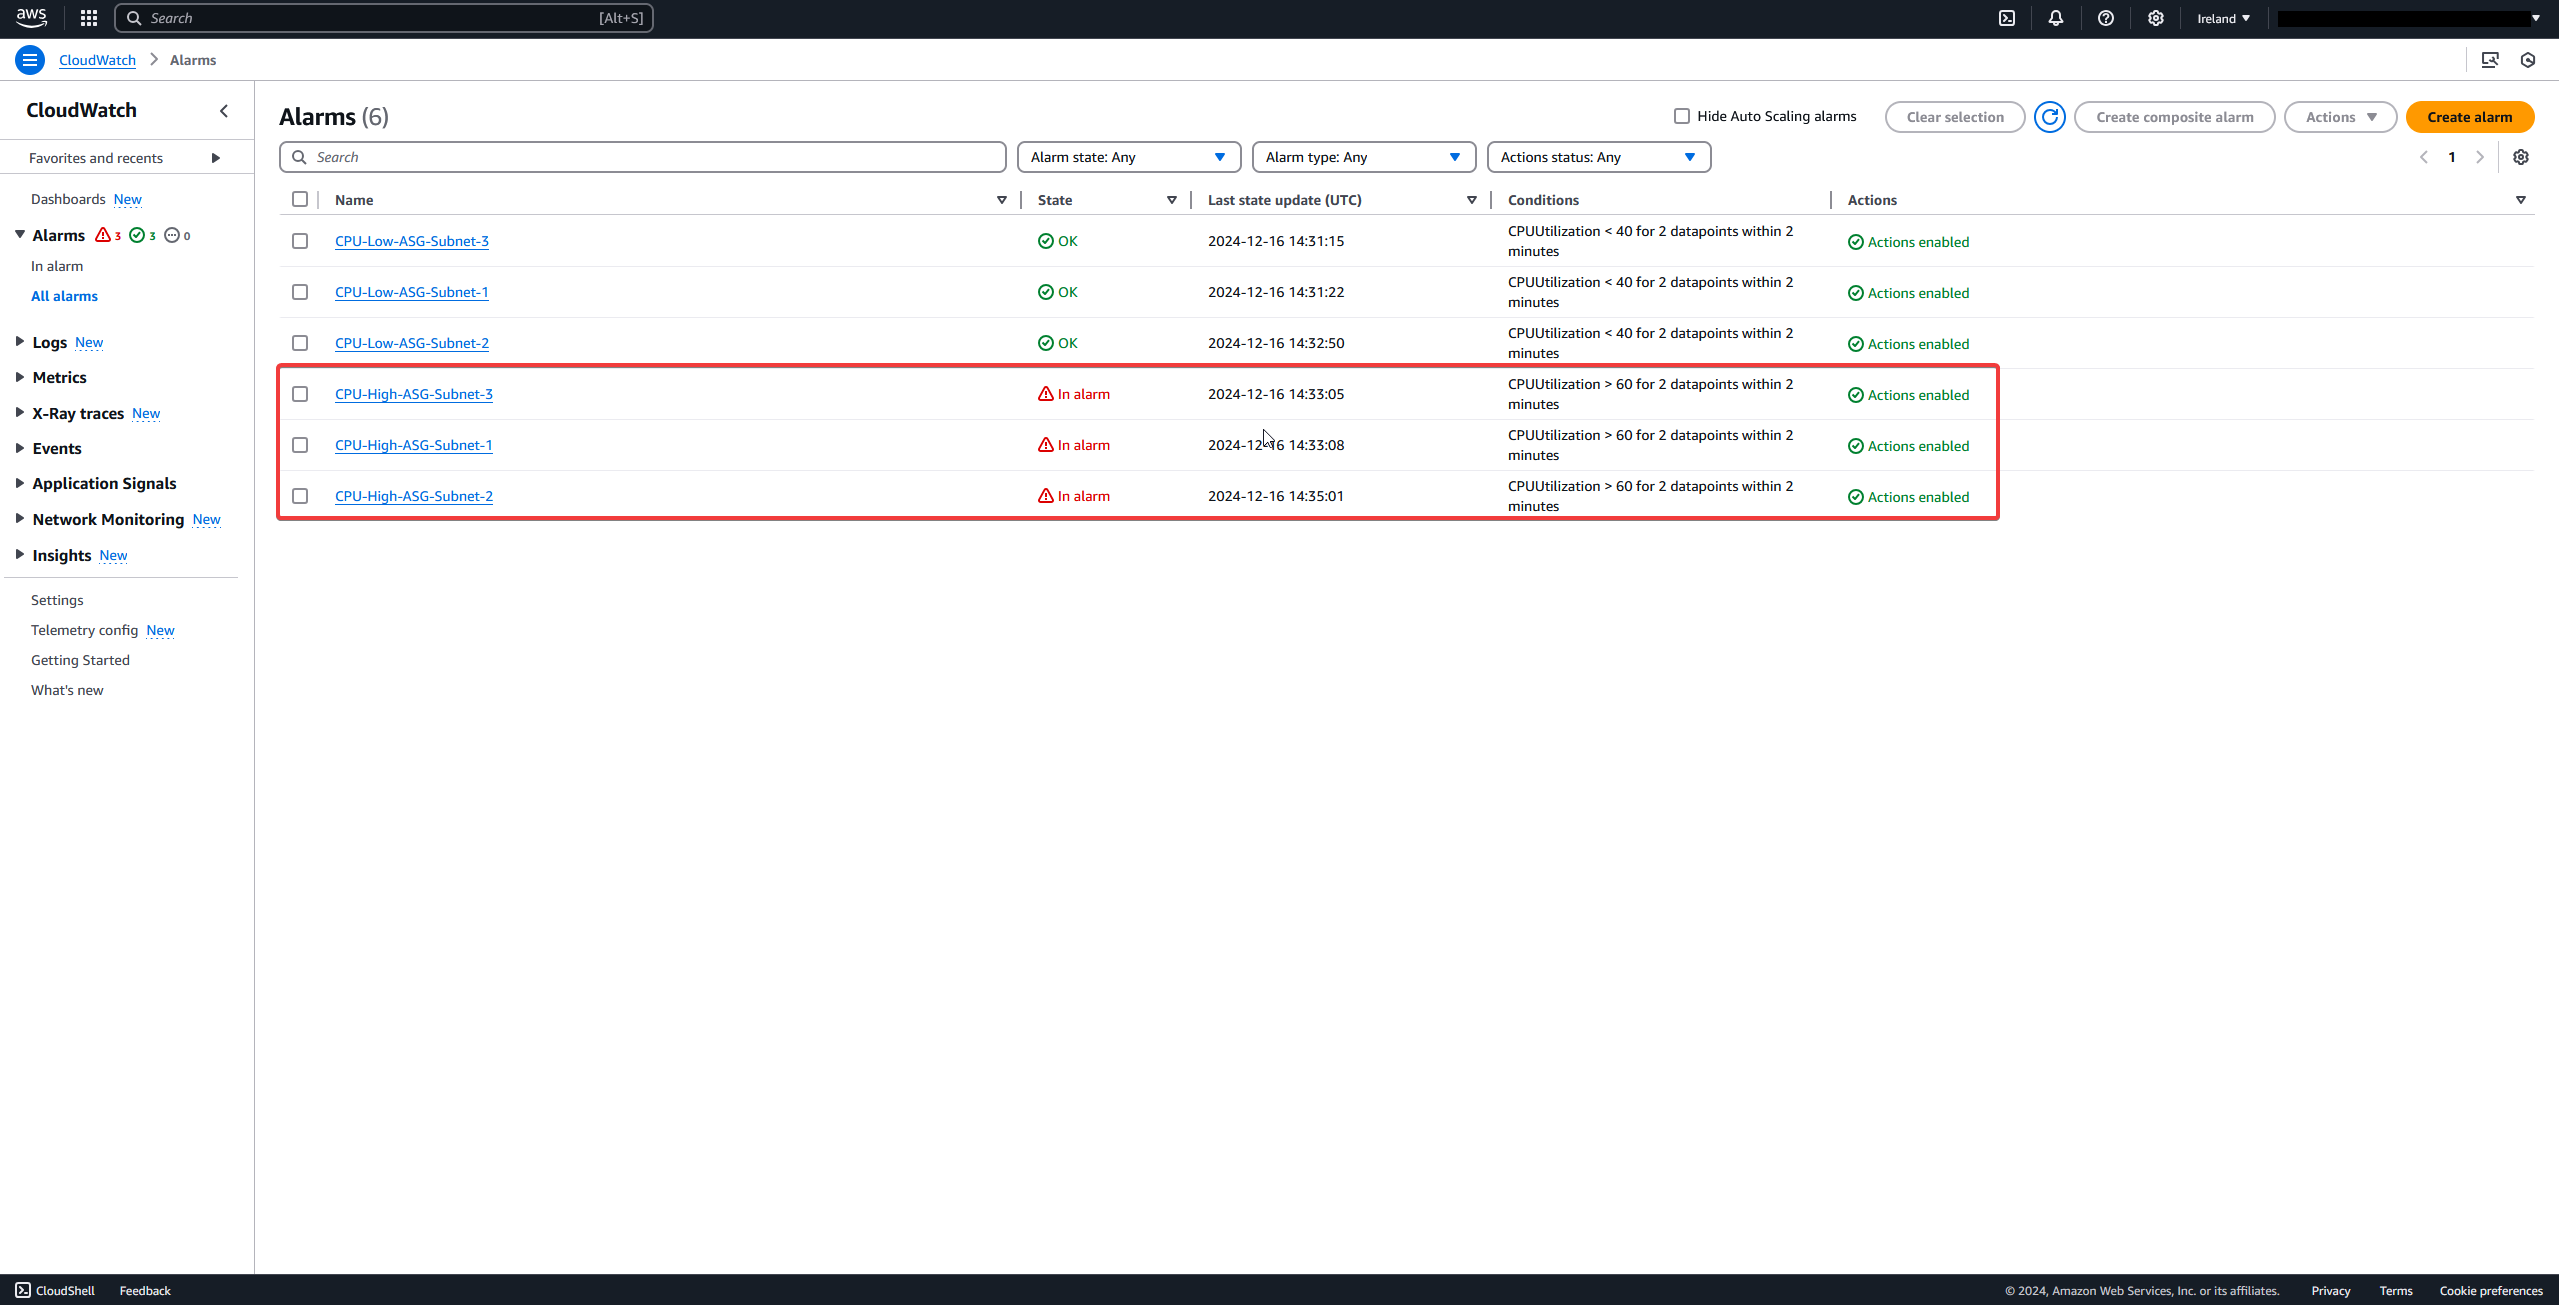 aws Search [Alt+S] Ireland
CloudWatch Alarms
CloudWatch
Favorites and recents
Dashboards New
Alarms 3 3 0
In alarm
All alarms
Logs New
Metrics
X-Ray traces New
Events
Application Signals
Network Monitoring New
Insights New
Settings
Telemetry config New
Getting Started
What's new
Alarms (6)
Hide Auto Scaling alarms Clear selection Create composite alarm Actions Create alarm
Search Alarm state: Any Alarm type: Any Actions status: Any 1
Name State Last state update (UTC) Conditions Actions
CPU-Low-ASG-Subnet-3 OK 2024-12-16 14:31:15 CPUUtilization < 40 for 2 datapoints within 2 Actions enabled
minutes
CPU-Low-ASG-Subnet-1 OK 2024-12-16 14:31:22 CPUUtilization < 40 for 2 datapoints within 2 Actions enabled
minutes
CPU-Low-ASG-Subnet-2 OK 2024-12-16 14:32:50 CPUUtilization < 40 for 2 datapoints within 2 Actions enabled
minutes
CPU-High-ASG-Subnet-3 In alarm 2024-12-16 14:33:05 CPUUtilization > 60 for 2 datapoints within 2 Actions enabled
minutes
CPU-High-ASG-Subnet-1 In alarm 2024-12-16 14:33:08 CPUUtilization > 60 for 2 datapoints within 2 Actions enabled
minutes
CPU-High-ASG-Subnet-2 In alarm 2024-12-16 14:35:01 CPUUtilization > 60 for 2 datapoints within 2 Actions enabled
minutes
CloudShell Feedback © 2024, Amazon Web Services, Inc. or its affiliates. Privacy Terms Cookie preferences